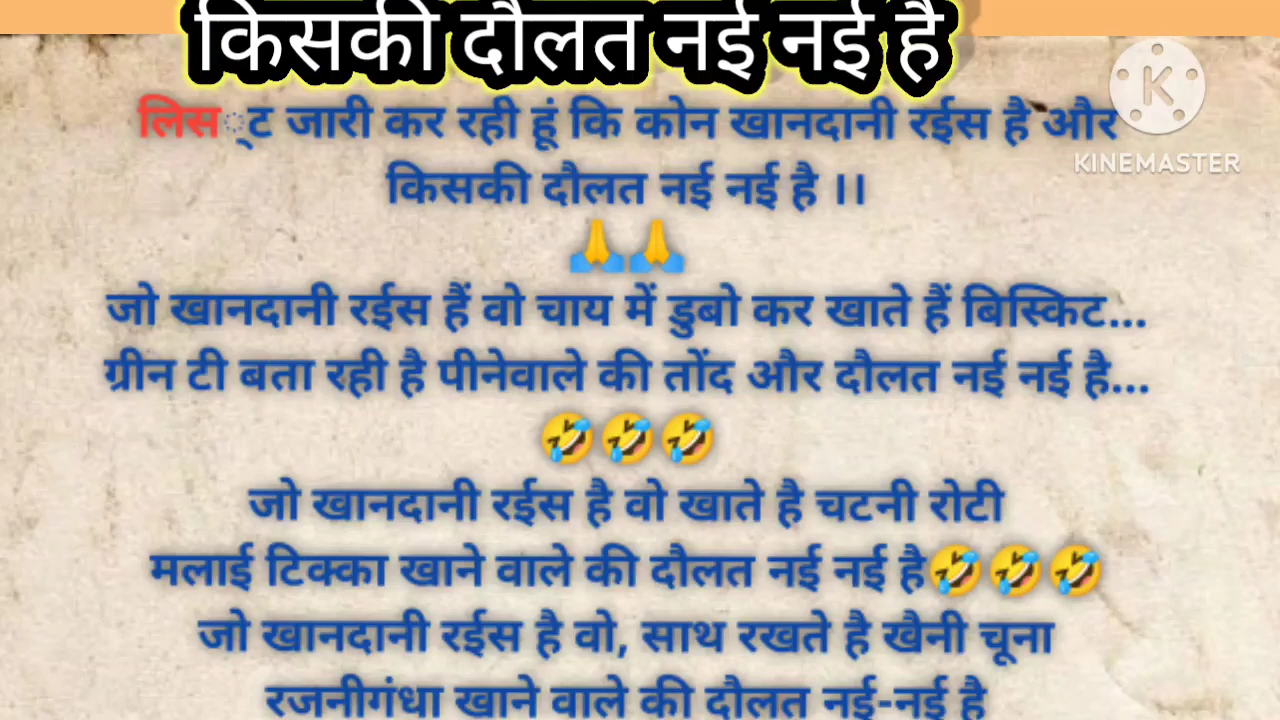 किसकी दौलत नई नई है
K
KINEMASTER
लिस्ट जारी कर रही हूं कि कोन खानदानी रईस है और
किसकी दौलत नई नई है ।।
🙏🙏
जो खानदानी रईस हैं वो चाय में डुबो कर खाते हैं बिस्किट...
ग्रीन टी बता रही है पीनेवाले की तोंद और दौलत नई नई है...
🤣🤣🤣
जो खानदानी रईस है वो खाते है चटनी रोटी
मलाई टिक्का खाने वाले की दौलत नई नई है🤣🤣🤣
जो खानदानी रईस है वो, साथ रखते है खैनी चूना
रजनीगंधा खाने वाले की दौलत नई-नई है